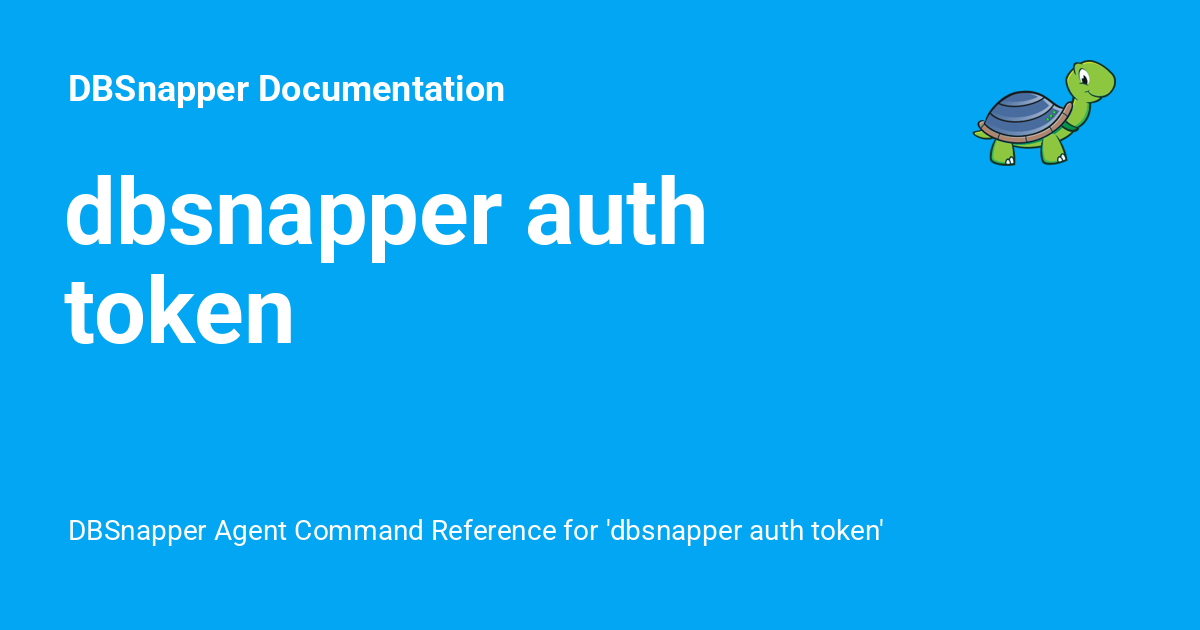 DBSnapper Documentation
dbsnapper auth
token
DBSnapper Agent Command Reference for 'dbsnapper auth token'